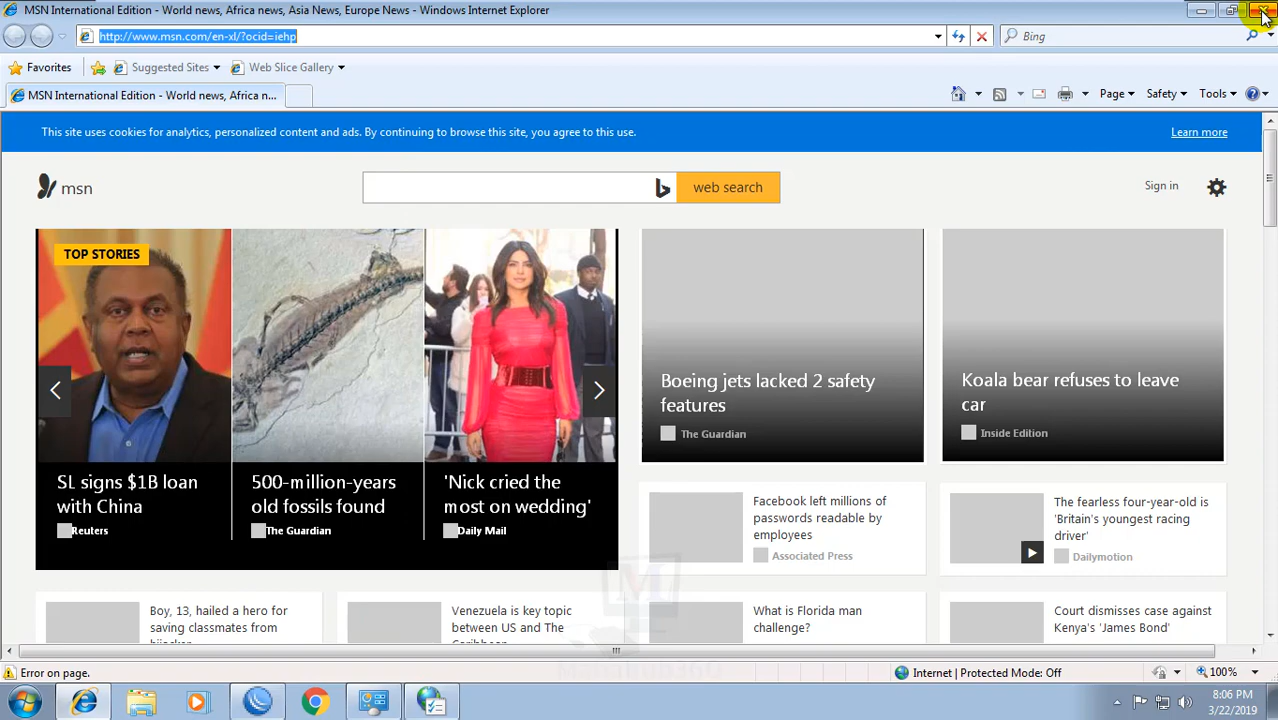 MSN International Edition - World news, Africa news, Asia News, Europe News - Windows Internet Explorer
http://www.msn.com/en-xl/?ocid=iehp
Bing
Favorites
Suggested Sites
Web Slice Gallery
MSN International Edition - World news, Africa n...
Page
Safety
Tools
This site uses cookies for analytics, personalized content and ads. By continuing to browse this site, you agree to this use.
Learn more
msn
web search
Sign in
TOP STORIES
SL signs $1B loan
with China
Reuters
500-million-years
old fossils found
The Guardian
'Nick cried the
most on wedding'
Daily Mail
Boeing jets lacked 2 safety
features
The Guardian
Koala bear refuses to leave
car
Inside Edition
Facebook left millions of
passwords readable by
employees
Associated Press
The fearless four-year-old is
'Britain's youngest racing
driver'
Dailymotion
Boy, 13, hailed a hero for
saving classmates from
hijacker
Venezuela is key topic
between US and The
Caribbean
What is Florida man
challenge?
Court dismisses case against
Kenya's 'James Bond'
Error on page.
Internet | Protected Mode: Off
100%
8:06 PM
3/22/2019